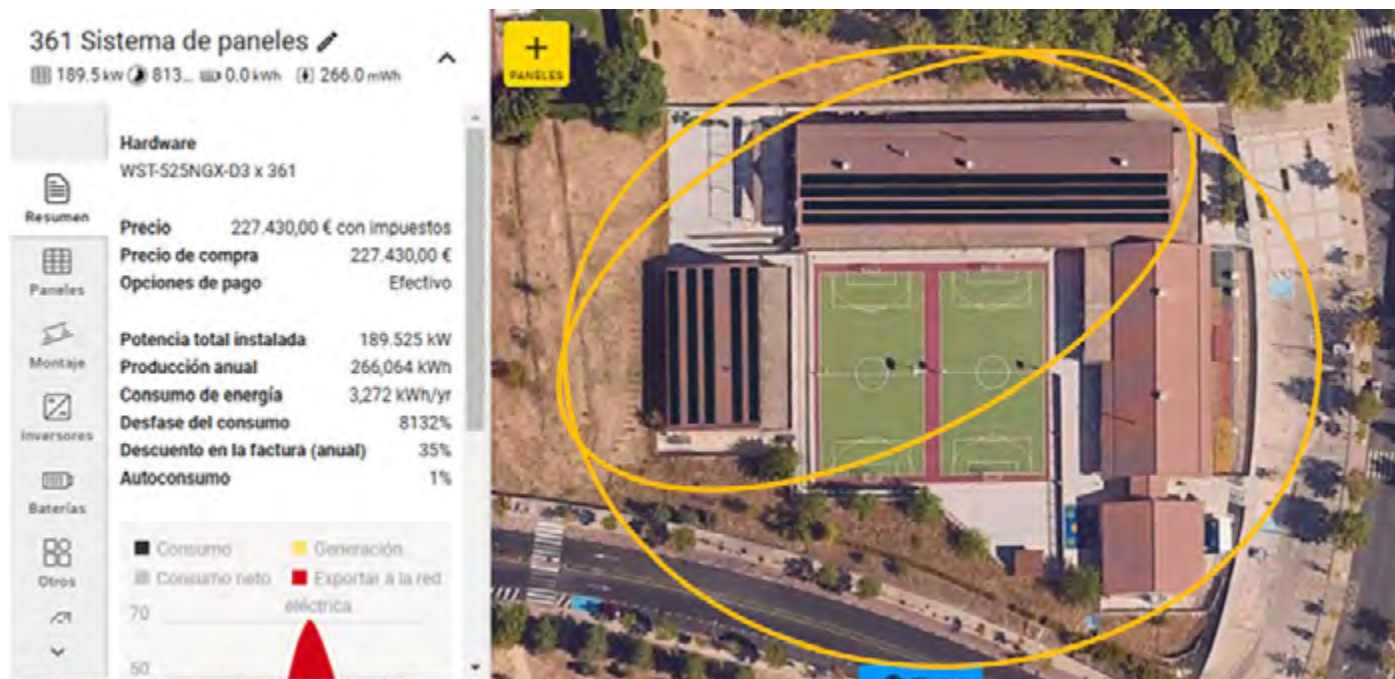 361 Sistema de paneles
189.5 kw 813... 0.0 kWh 266.0 mWh
+
PANELES
Hardware
WST-525NGX-D3 x 361
Resumen
Precio 227.430,00 € con Impuestos
Precio de compra 227.430,00 €
Opciones de pago Efectivo
Paneles
Potencia total instalada 189.525 kW
Montaje
Producción anual 266,064 kWh
Consumo de energía 3,272 kWh/yr
Desfase del consumo 8132%
Inversores
Descuento en la factura (anual) 35%
Autoconsumo 1%
Baterías
Consumo Generación
Otros
Consumo neto Exportar a la red eléctrica
70
50